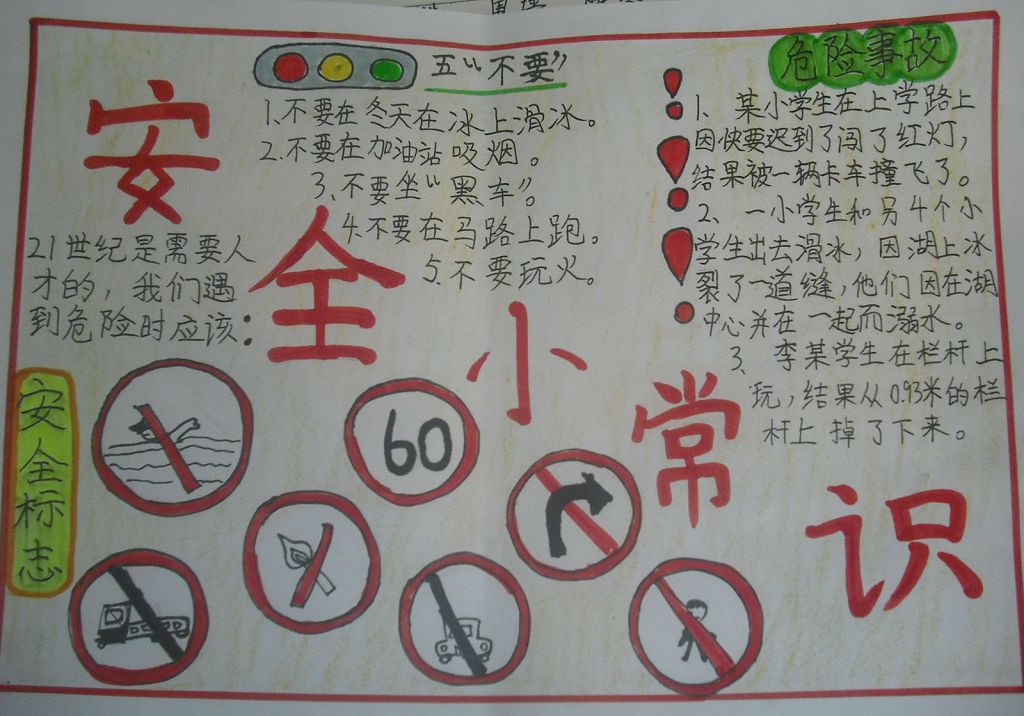 五“不要”
1.不要在冬天在冰上滑冰。
2.不要在加油站吸烟。
3.不要坐“黑车”。
4.不要在马路上跑。
5.不要玩火。
危险事故
1、某小学生在上学路上
因快要迟到了闯了红灯,
结果被一辆卡车撞飞了。
2、一小学生和另4个小
学生出去滑冰,因湖上冰
裂了一道缝,他们因在湖
中心并在一起而溺水。
3、李某学生在栏杆上
玩,结果从0.93米的栏
杆上掉了下来。
安全小常识
21世纪是需要人
才的,我们遇
到危险时应该:
安全标志
60